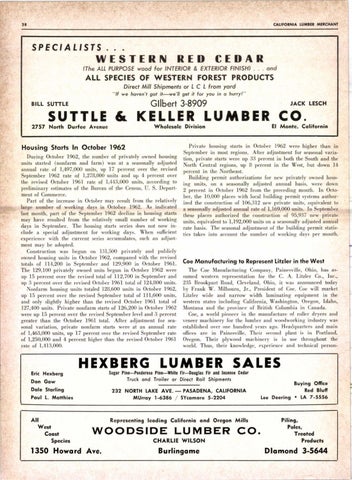 38
CALIFORNIA LUMBER MERCHANT
SPECIALISTS . . .
WESTERN RED CEDAR
(The ALL PURPOSE wood for INTERIOR & EXTERIOR FINISH) . . . and
ALL SPECIES OF WESTERN FOREST PRODUCTS
Direct Mill Shipments or L C L from yard
"If we haven't got it—we'll get it for you in a hurry!"
BILL SUTTLE
GIlbert 3-8909
JACK LESCH
SUTTLE & KELLER LUMBER CO.
2757 North Durfee Avenue
Wholesale Division
El Monte, California
Housing Starts in October 1962
During October 1962, the number of privately owned housing
units started (nonfarm and farm) was at a seasonally adjusted
annual rate of 1,497,000 units, up 17 percent over the revised
September 1962 rate of 1,278,000 units and up 4 percent over
the revised October 1961 rate of 1,443,000 units, according to
preliminary estimates of the Bureau of the Census, U. S. Depart-
ment of Commerce.
Part of the increase in October may result from the relatively
large number of working days in October 1962. As indicated
last month, part of the September 1962 decline in housing starts
may have resulted from the relatively small number of working
days in September. The housing starts series does not now in-
clude a special adjustment for working days. When sufficient
experience with the current series accumulates, such an adjust-
ment may be adopted.
Construction was begun on 131,500 privately and publicly
owned housing units in October 1962, compared with the revised
totals of 114,200 in September and 129,900 in October 1961.
The 129,100 privately owned units begun in October 1962 were
up 15 percent over the revised total of 112,700 in September and
up 3 percent over the revised October 1961 total of 121,800 units.
Nonfarm housing units totaled 128,600 units in October 1962,
up 15 percent over the revised September total of 111,600 units,
and only slightly higher than the revised October 1961 total of
127,400 units. Private nonfarm starts of 126,200 in October 1962
were up 15 percent over the revised September level and 5 percent
greater than the October 1961 total. After adjustment for sea-
sonal variation, private nonfarm starts were at an annual rate
of 1,463,000 units, up 17 percent over the revised September rate
of 1,250,000 and 4 percent higher than the revised October 1961
rate of 1,413,000.
Private housing starts in October 1962 were higher than in
September in most regions. After adjustment for seasonal varia-
tion, private starts were up 33 percent in both the South and the
North Central regions, up 8 percent in the West, but down 14
percent in the Northeast.
Building permit authorizations for new privately owned hous-
ing units, on a seasonally adjusted annual basis, were down
2 percent in October 1962 from the preceding month. In Octo-
ber, the 10,000 places with local building permit systems author-
ized the construction of 106,312 new private units, equivalent to
a seasonally adjusted annual rate of 1,169,000 units. In September
these places authorized the construction of 95,937 new private
units, equivalent to 1,192,000 units on a seasonally adjusted annual
rate basis. The seasonal adjustment of the building permit statis-
tics takes into account the number of working days per month.
Coe Manufacturing to Represent Litzler in the West
The Coe Manufacturing Company, Painesville, Ohio, has as-
sumed western representation for the C. A. Litzler Co., Inc.,
235 Brookpark Road, Cleveland, Ohio, it was announced today
by Frank W. Milbourn, Jr., President of Coe. Coe will market
Litzler wide and narrow width laminating equipment in the
western states including California, Washington, Oregon, Idaho,
Montana and the province of British Columbia in Canada.
Coe, a world pioneer in the manufacture of roller dryers and
veneer machinery for the lumber and woodworking industry was
established over one hundred years ago. Headquarters and main
offices are in Painesville. Their second plant is in Portland,
Oregon. Their plywood machinery is in use throughout the
world. Thus, their knowledge, experience and technical person-
HEXBERG LUMBER SALES
Sugar Pine—Ponderosa Pine—White Fir—Douglas Fir and Incense Cedar
Truck and Trailer or Direct Rail Shipments
Eric Hexberg
Don Gow
Dale Sterling
Paul L. Matthies
232 NORTH LAKE AVE. — PASADENA, CALIFORNIA
MUrray 1-6386 / SYcamore 5-2204
Buying Office
Red Bluff
Lee Doering • LA 7-5556
All
West
Coast
Species
Representing leading California and Oregon Mills
WOODSIDE LUMBER CO.
CHARLIE WILSON
Piling,
Poles,
Treated
Products
1350 Howard Ave.
Burlingame
DIamond 3-5644